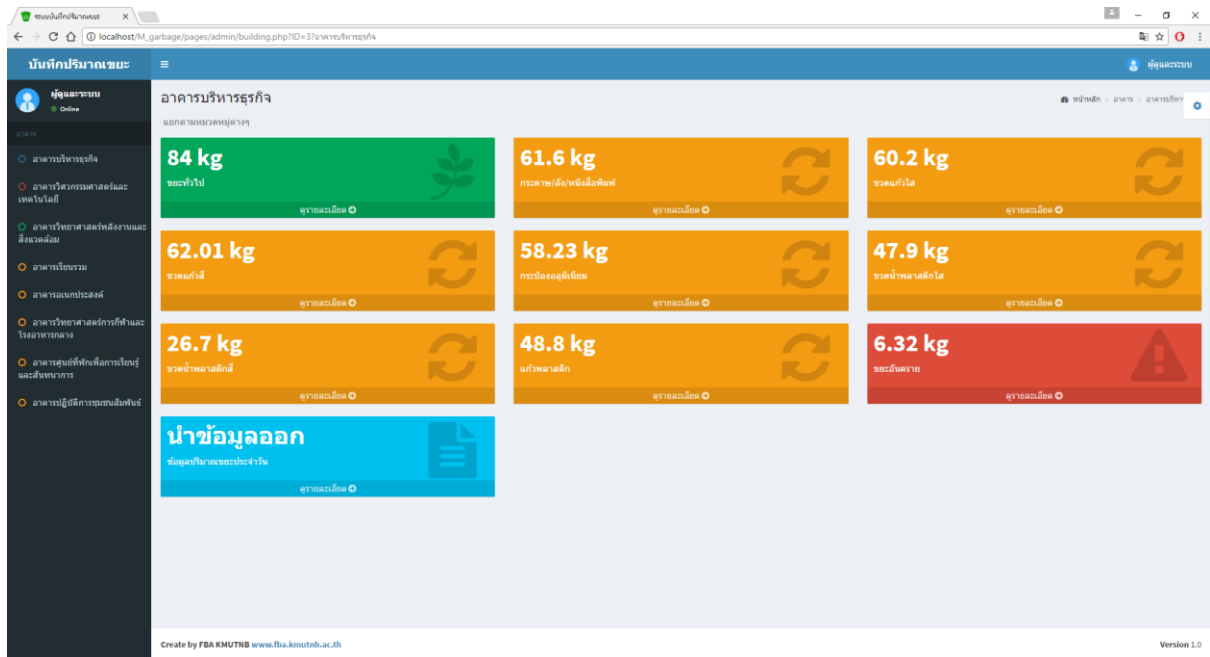 ระบบบันทึกปริมาณขยะ
localhost/M_garbage/pages/admin/building.php?ID=3?อาคารบริหารธุรกิจ
บันทึกปริมาณขยะ
ผู้ดูแลระบบ
ผู้ดูแลระบบ
Online
อาคาร
อาคารบริหารธุรกิจ
อาคารวิศวกรรมศาสตร์และ
เทคโนโลยี
อาคารวิทยาศาสตร์พลังงานและ
สิ่งแวดล้อม
อาคารเรียนรวม
อาคารอเนกประสงค์
อาคารวิทยาศาสตร์การกีฬาและ
โรงอาหารกลาง
อาคารศูนย์ที่พักเพื่อการเรียนรู้
และสันทนาการ
อาคารปฏิบัติการชุมชนสัมพันธ์
อาคารบริหารธุรกิจ
แยกตามหมวดหมู่ต่างๆ
หน้าหลัก > อาคาร > อาคารบริหาร
84 kg
ขยะทั่วไป
ดูรายละเอียด
61.6 kg
กระดาษ/ลัง/หนังสือพิมพ์
ดูรายละเอียด
60.2 kg
ขวดแก้วใส
ดูรายละเอียด
62.01 kg
ขวดแก้วสี
ดูรายละเอียด
58.23 kg
กระป๋องอลูมิเนียม
ดูรายละเอียด
47.9 kg
ขวดน้ำพลาสติกใส
ดูรายละเอียด
26.7 kg
ขวดน้ำพลาสติกสี
ดูรายละเอียด
48.8 kg
แก้วพลาสติก
ดูรายละเอียด
6.32 kg
ขยะอันตราย
ดูรายละเอียด
นำข้อมูลออก
ข้อมูลปริมาณขยะประจำวัน
ดูรายละเอียด
Create by FBA KMUTNB www.fba.kmutnb.ac.th
Version 1.0